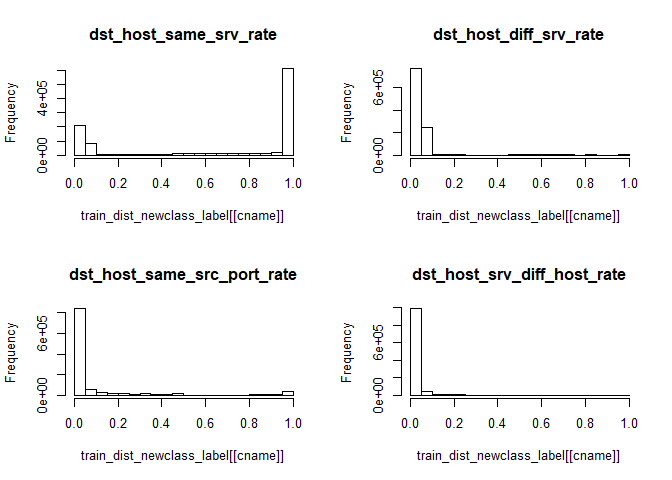 dst_host_same_srv_rate
Frequency
0e+00 4e+05
0.0 0.2 0.4 0.6 0.8 1.0
train_dist_newclass_label[[cname]]
dst_host_diff_srv_rate
Frequency
0e+00 6e+05
0.0 0.2 0.4 0.6 0.8 1.0
train_dist_newclass_label[[cname]]
dst_host_same_src_port_rate
Frequency
0e+00 6e+05
0.0 0.2 0.4 0.6 0.8 1.0
train_dist_newclass_label[[cname]]
dst_host_srv_diff_host_rate
Frequency
0e+00 6e+05
0.0 0.2 0.4 0.6 0.8 1.0
train_dist_newclass_label[[cname]]